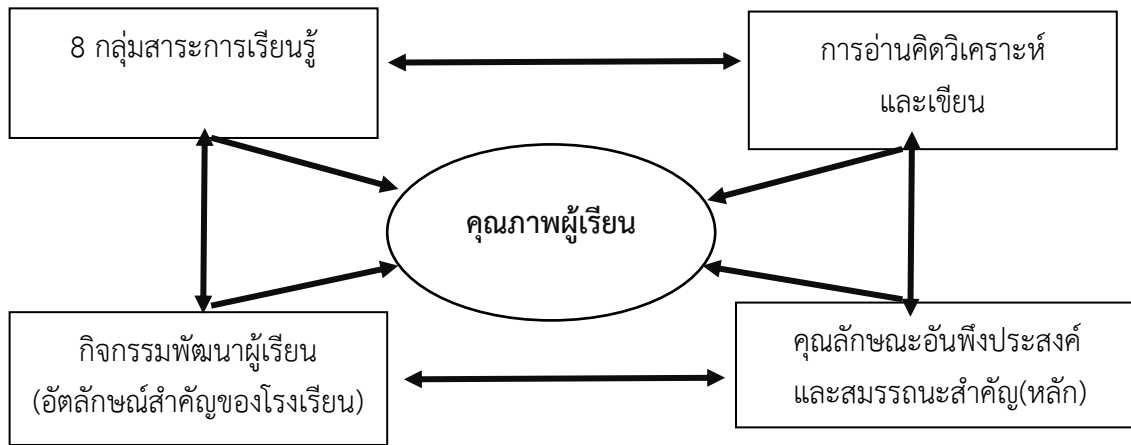 8 กลุ่มสาระการเรียนรู้
การอ่านคิดวิเคราะห์
และเขียน
คุณภาพผู้เรียน
กิจกรรมพัฒนาผู้เรียน
(อัตลักษณ์สำคัญของโรงเรียน)
คุณลักษณะอันพึงประสงค์
และสมรรถนะสำคัญ(หลัก)